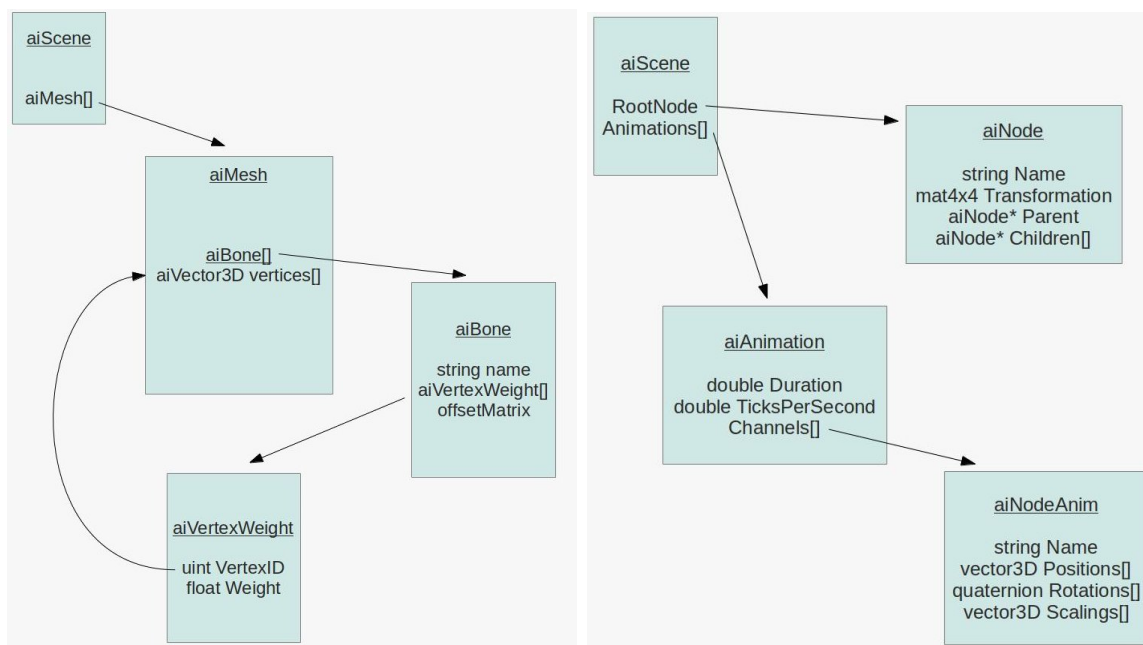 aiScene
aiMesh[]
aiMesh
aiBone[]
aiVector3D vertices[]
aiBone
string name
aiVertexWeight[]
offsetMatrix
aiVertexWeight
uint VertexID
float Weight
aiScene
RootNode
Animations[]
aiNode
string Name
mat4x4 Transformation
aiNode* Parent
aiNode* Children[]
aiAnimation
double Duration
double TicksPerSecond
Channels[]
aiNodeAnim
string Name
vector3D Positions[]
quaternion Rotations[]
vector3D Scalings[]